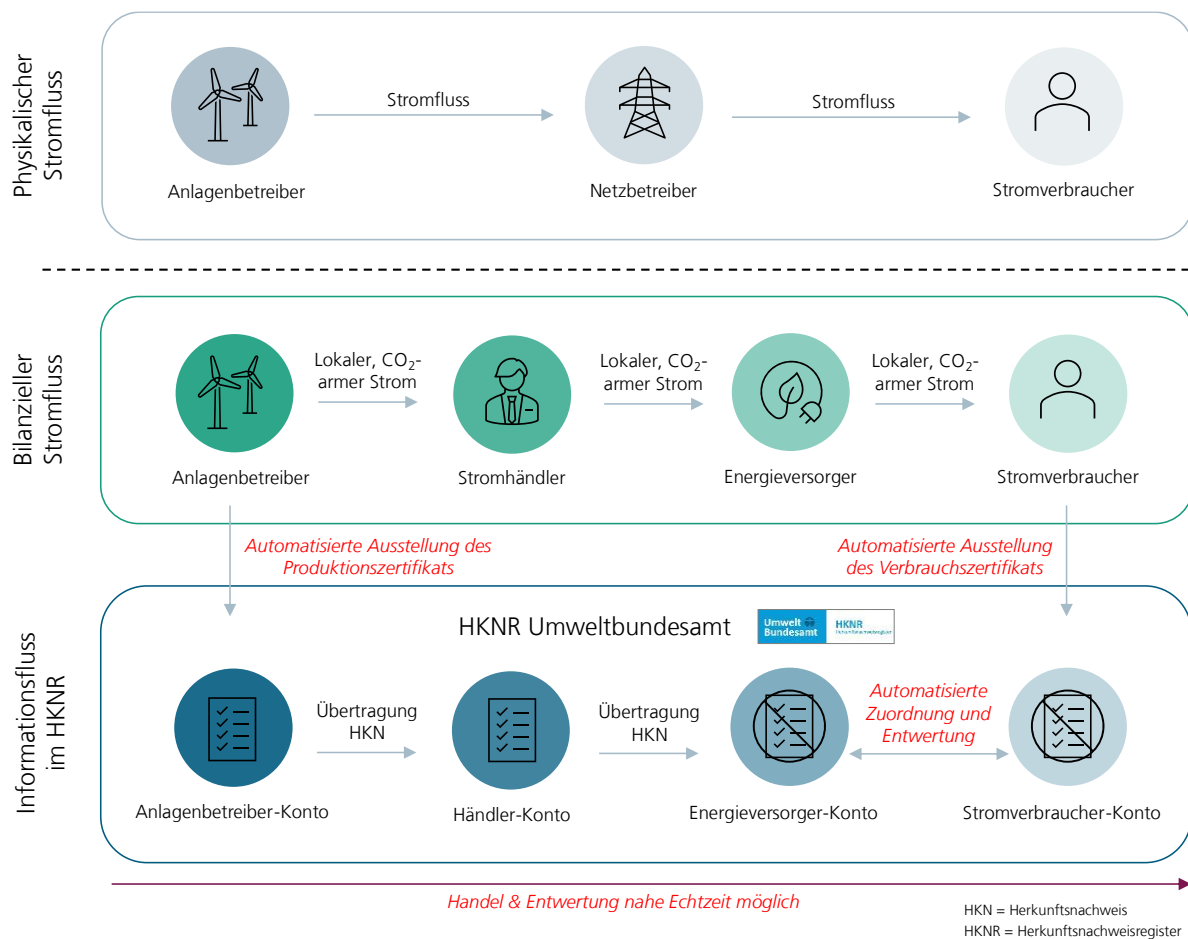 Physikalischer
Stromfluss
Stromfluss
Stromfluss
Anlagenbetreiber
Netzbetreiber
Stromverbraucher
Bilanzieller
Stromfluss
Lokaler, CO₂-
armer Strom
Lokaler, CO₂-
armer Strom
Lokaler, CO₂-
armer Strom
Anlagenbetreiber
Stromhändler
Energieversorger
Stromverbraucher
Automatisierte Ausstellung des
Produktionszertifikats
Automatisierte Ausstellung
des Verbrauchszertifikats
Informationsfluss
im HKNR
HKNR Umweltbundesamt
Umwelt
Bundesamt
HKNR
Herkunftsnachweisregister
Übertragung
HKN
Übertragung
HKN
Automatisierte
Zuordnung und
Entwertung
Anlagenbetreiber-Konto
Händler-Konto
Energieversorger-Konto
Stromverbraucher-Konto
Handel & Entwertung nahe Echtzeit möglich
HKN = Herkunftsnachweis
HKNR = Herkunftsnachweisregister